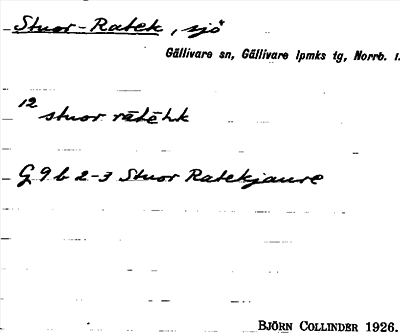 Stuor-Ratek, sjö
Gällivare sn, Gällivare lpmks tg, Norrb. l.
12 stuor rātēhk
G 9 b 2-3 Stuor Ratekjaure
BJÖRN COLLINDER 1926.